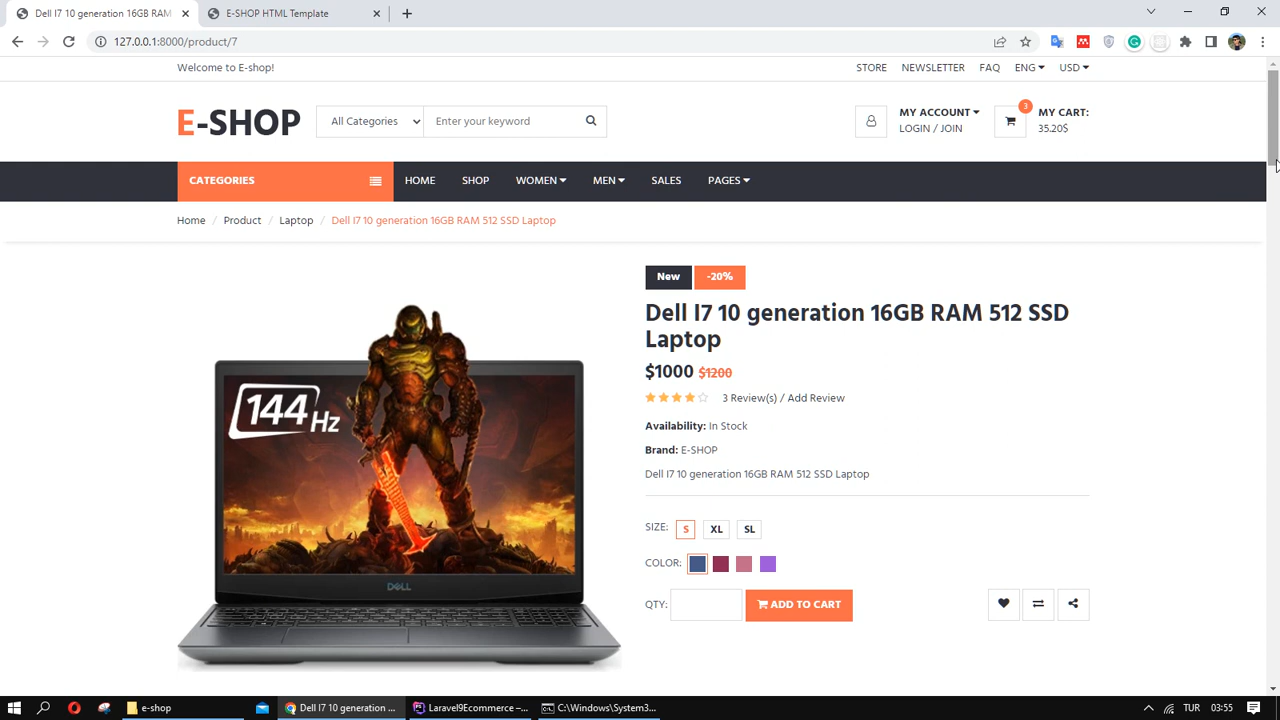 Dell I7 10 generation 16GB RAM
E-SHOP HTML Template
127.0.0.1:8000/product/7
Welcome to E-shop!
STORE NEWSLETTER FAQ ENG USD
E-SHOP
All Categories
Enter your keyword
MY ACCOUNT
LOGIN / JOIN
3
MY CART:
35.20$
CATEGORIES
HOME SHOP WOMEN MEN SALES PAGES
Home / Product / Laptop / Dell I7 10 generation 16GB RAM 512 SSD Laptop
New -20%
Dell I7 10 generation 16GB RAM 512 SSD
Laptop
$1000 $1200
3 Review(s) / Add Review
Availability: In Stock
Brand: E-SHOP
Dell I7 10 generation 16GB RAM 512 SSD Laptop
144 Hz
DELL
SIZE: S XL SL
COLOR:
QTY: ADD TO CART
e-shop
Dell I7 10 generation ...
Laravel9Ecommerce –...
C:\Windows\System3...
TUR 03:55